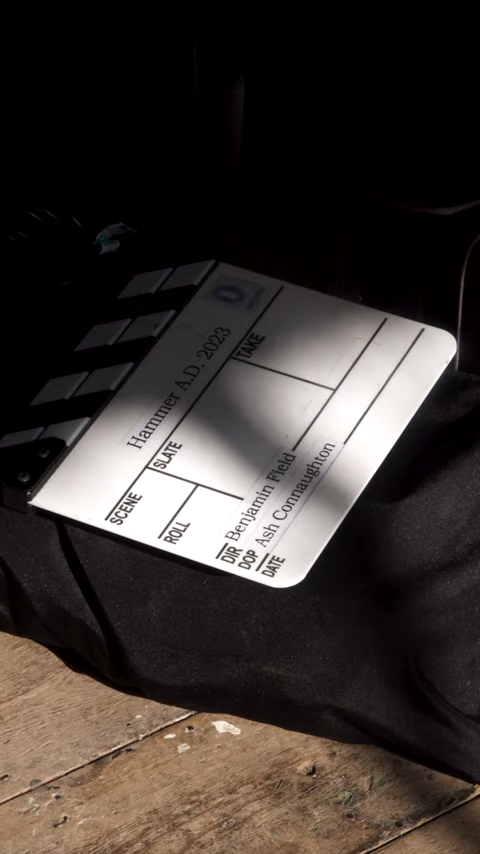 Hammer A.D. 2023
SCENE
SLATE
TAKE
ROLL
DIR Benjamin Field
DOP Ash Connaughton
DATE